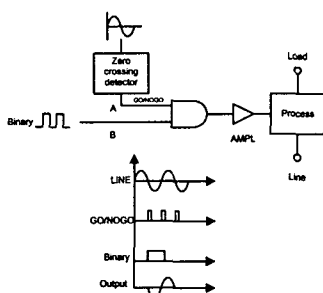 Load
Zero
crossing
detector
GO/NOGO
A
Process
Binary
B
AMPL
Line
LINE
GO/NOGO
Binary
Output